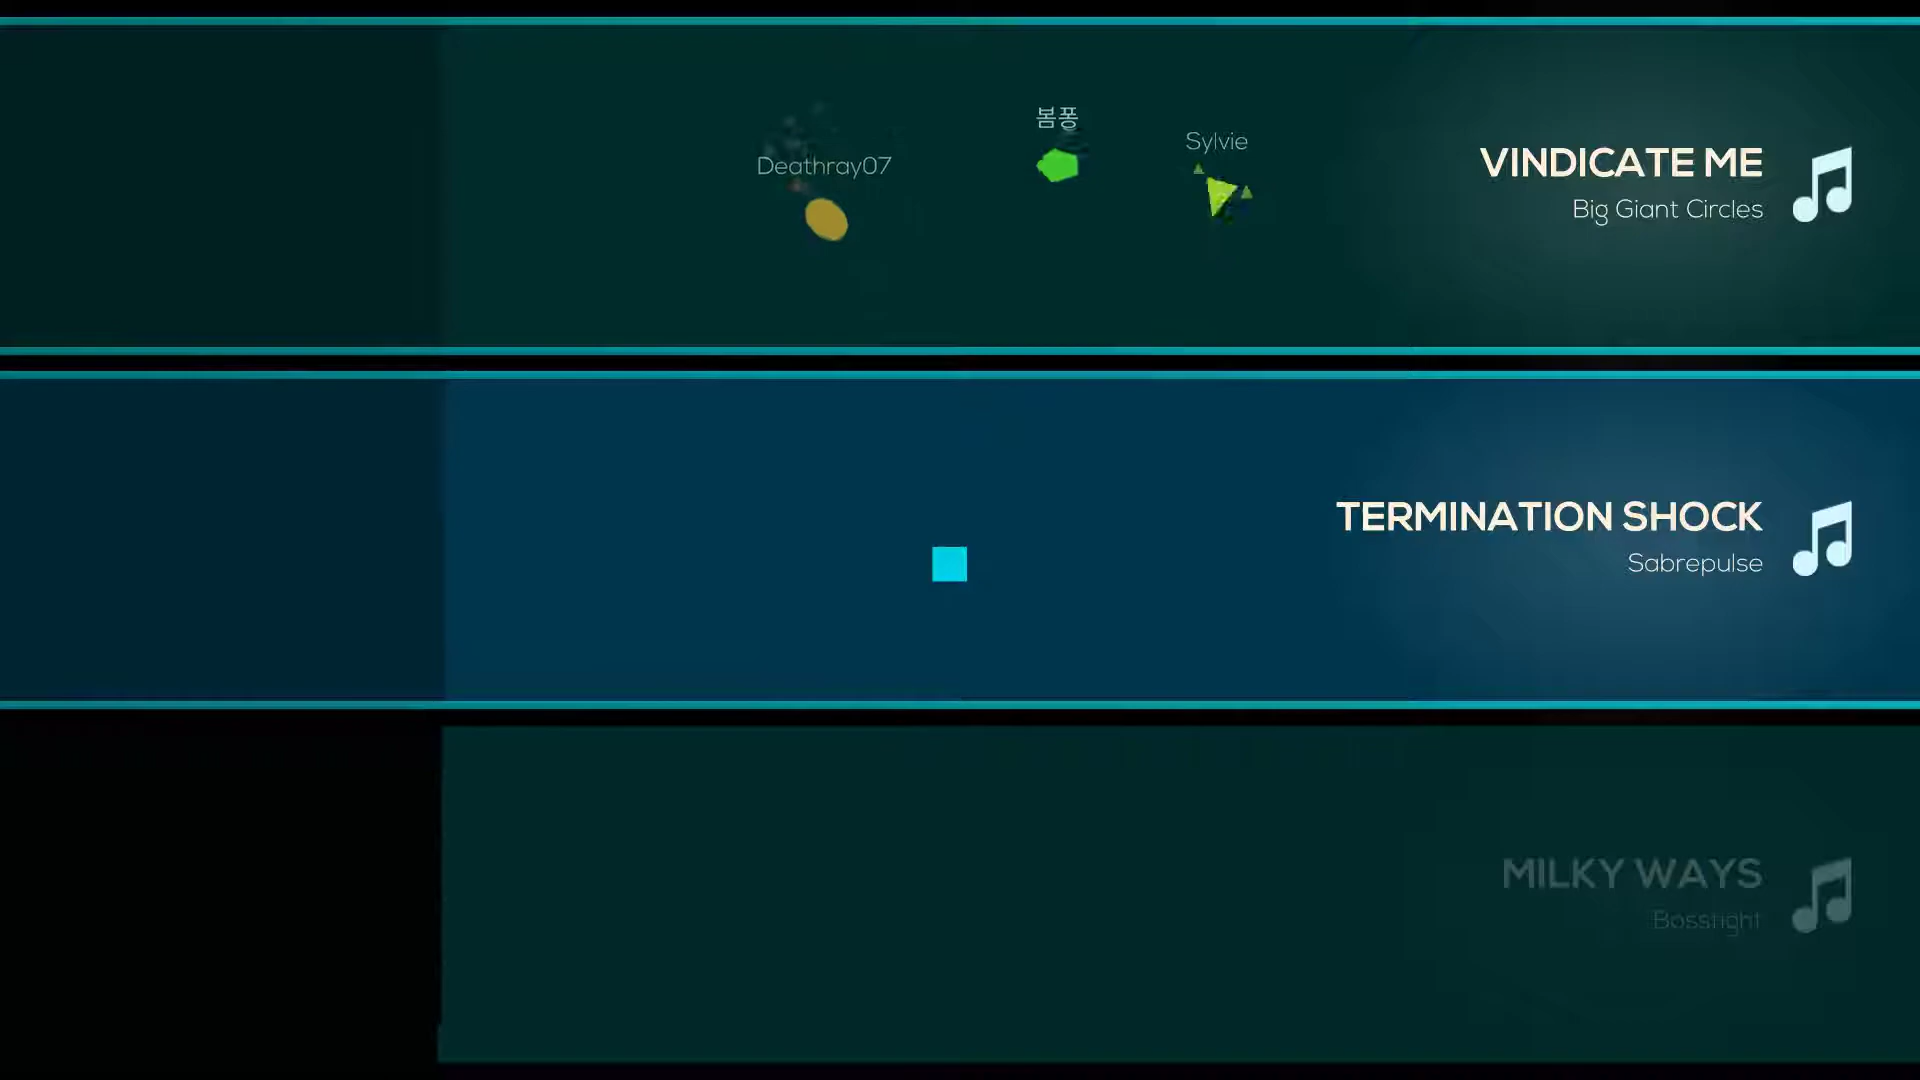 봄퐁
Sylvie
Deathray07
VINDICATE ME
Big Giant Circles
TERMINATION SHOCK
Sabrepulse
MILKY WAYS
Bossfight